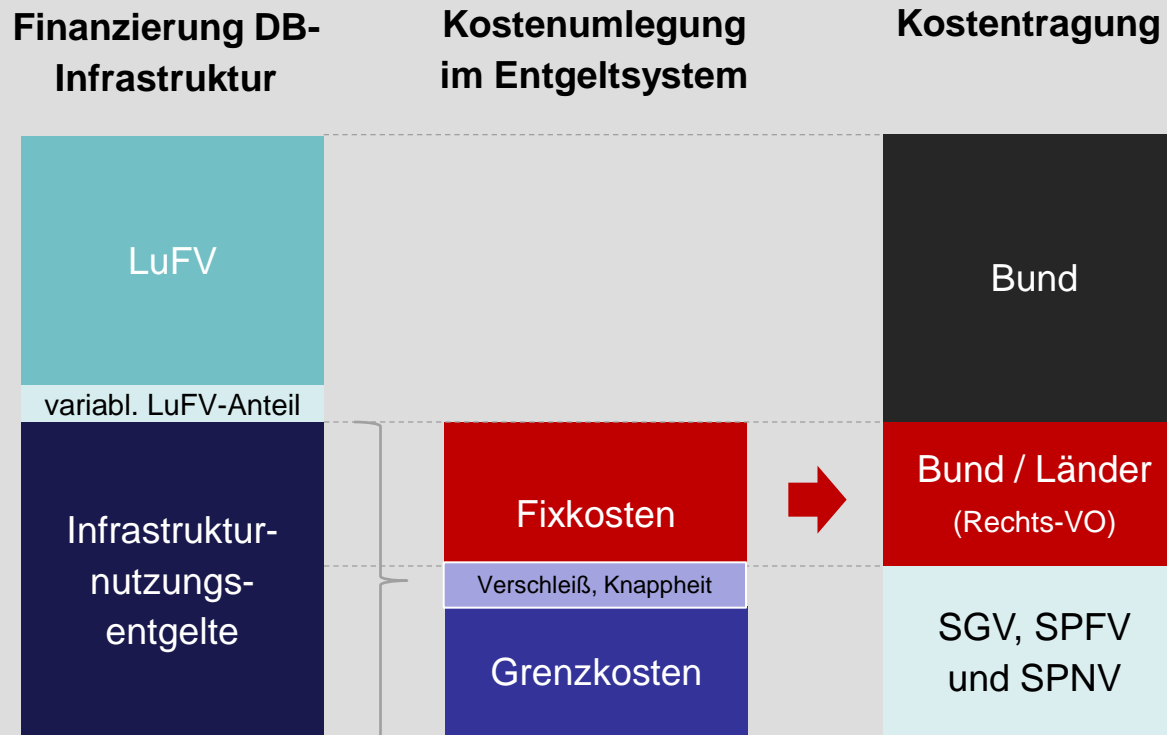 Finanzierung DB-
Infrastruktur
Kostenumlegung
im Entgeltsystem
Kostentragung
LuFV
variabl. LuFV-Anteil
Infrastruktur-
nutzungs-
entgelte
Fixkosten
Verschleiß, Knappheit
Grenzkosten
Bund
Bund / Länder
(Rechts-VO)
SGV, SPFV
und SPNV